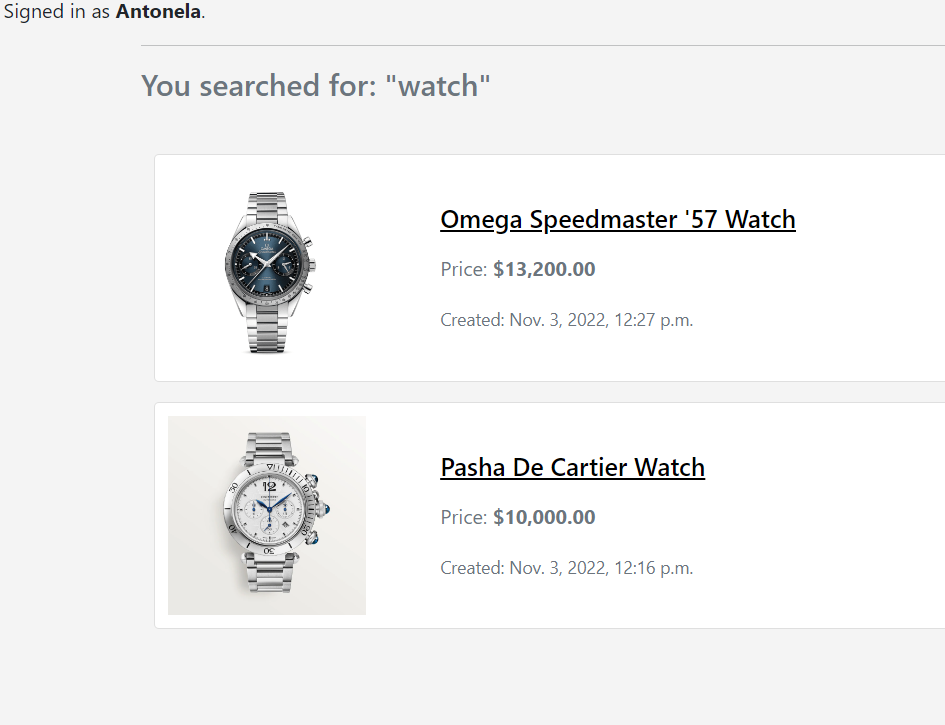 Signed in as Antonela.
You searched for: "watch"
Omega Speedmaster '57 Watch
Price: $13,200.00
Created: Nov. 3, 2022, 12:27 p.m.
Pasha De Cartier Watch
Price: $10,000.00
Created: Nov. 3, 2022, 12:16 p.m.